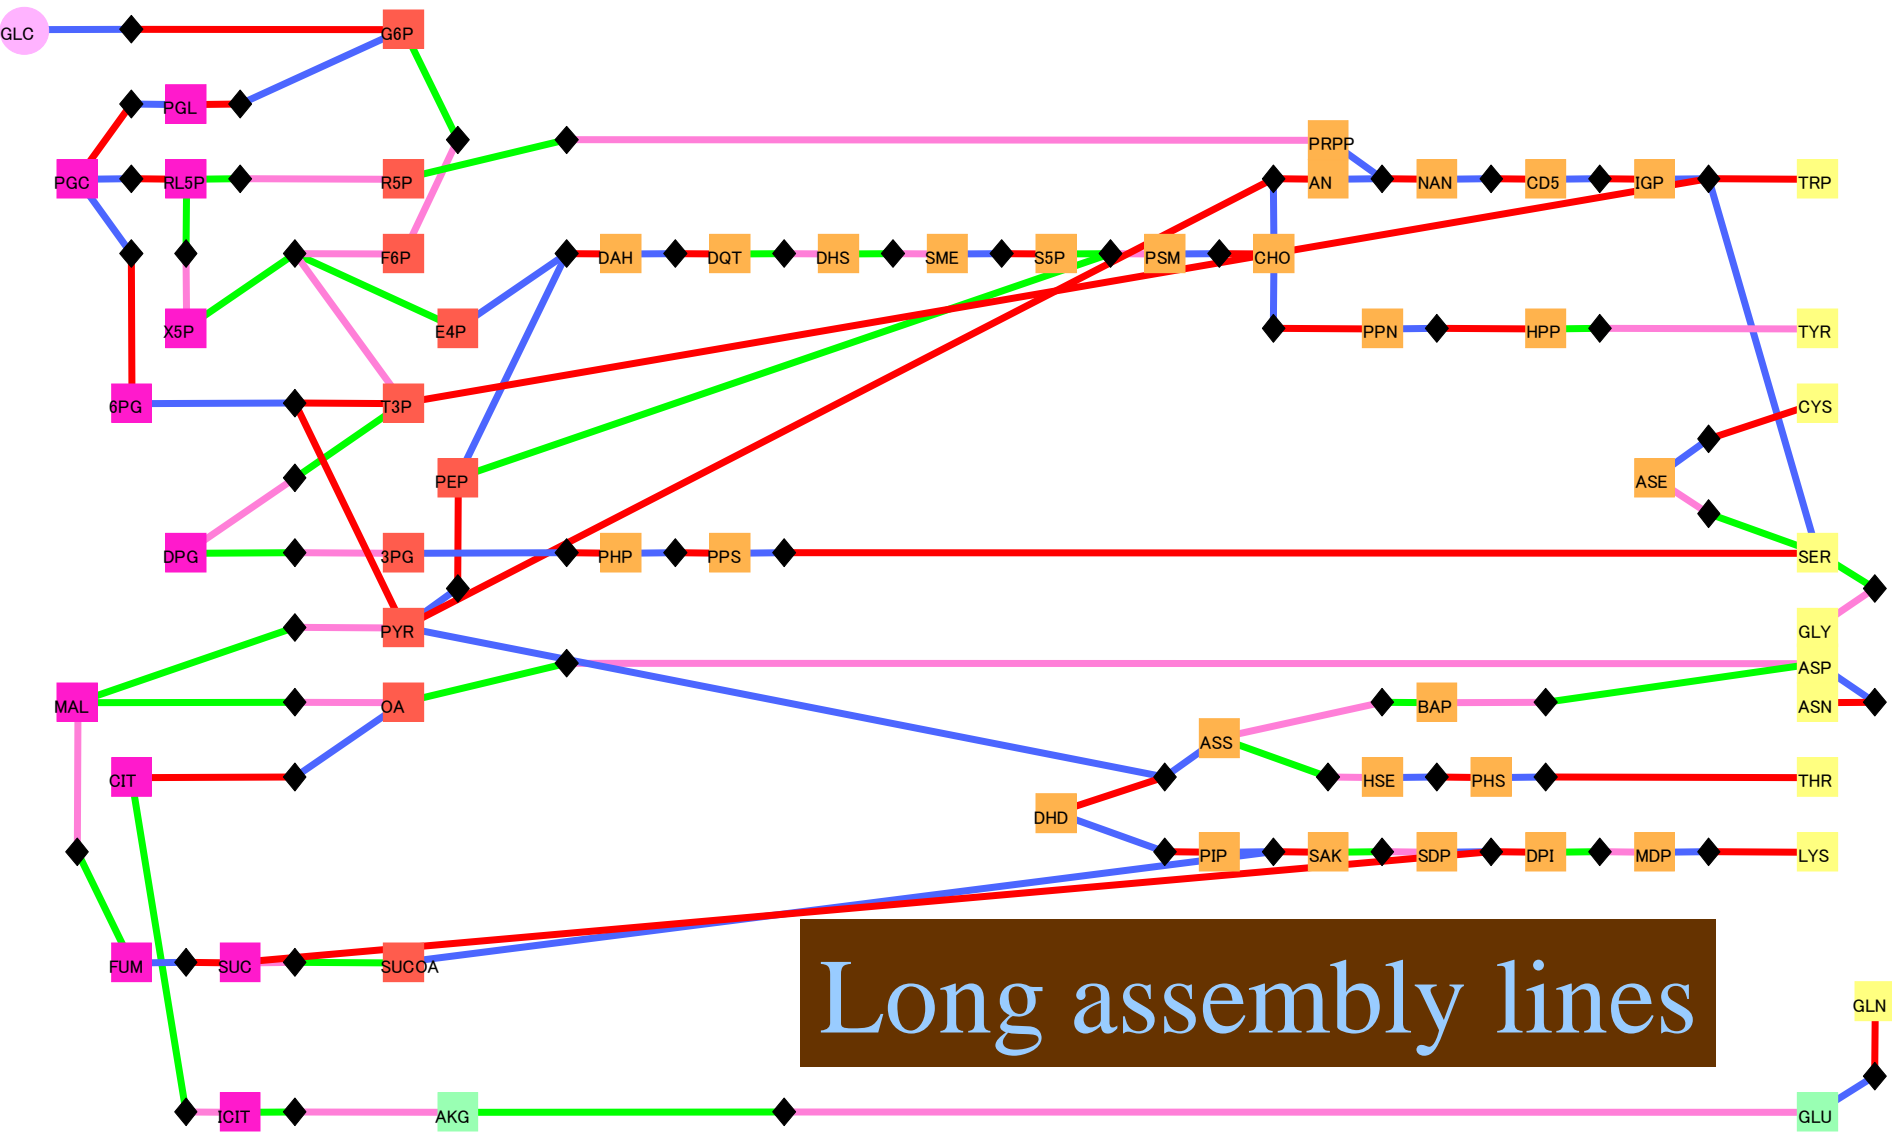 GLC
G6P
PGL
PRPP
PGC
RL5P
R5P
AN
NAN
CD5
IGP
TRP
F6P
DAH
DQT
DHS
SME
S5P
PSM
CHO
X5P
E4P
PPN
HPP
TYR
6PG
T3P
CYS
PEP
ASE
DPG
3PG
PHP
PPS
SER
PYR
GLY
ASP
MAL
OA
BAP
ASN
ASS
CIT
HSE
PHS
THR
DHD
PIP
SAK
SDP
DPI
MDP
LYS
FUM
SUC
SUCOA
Long assembly lines
GLN
ICIT
AKG
GLU